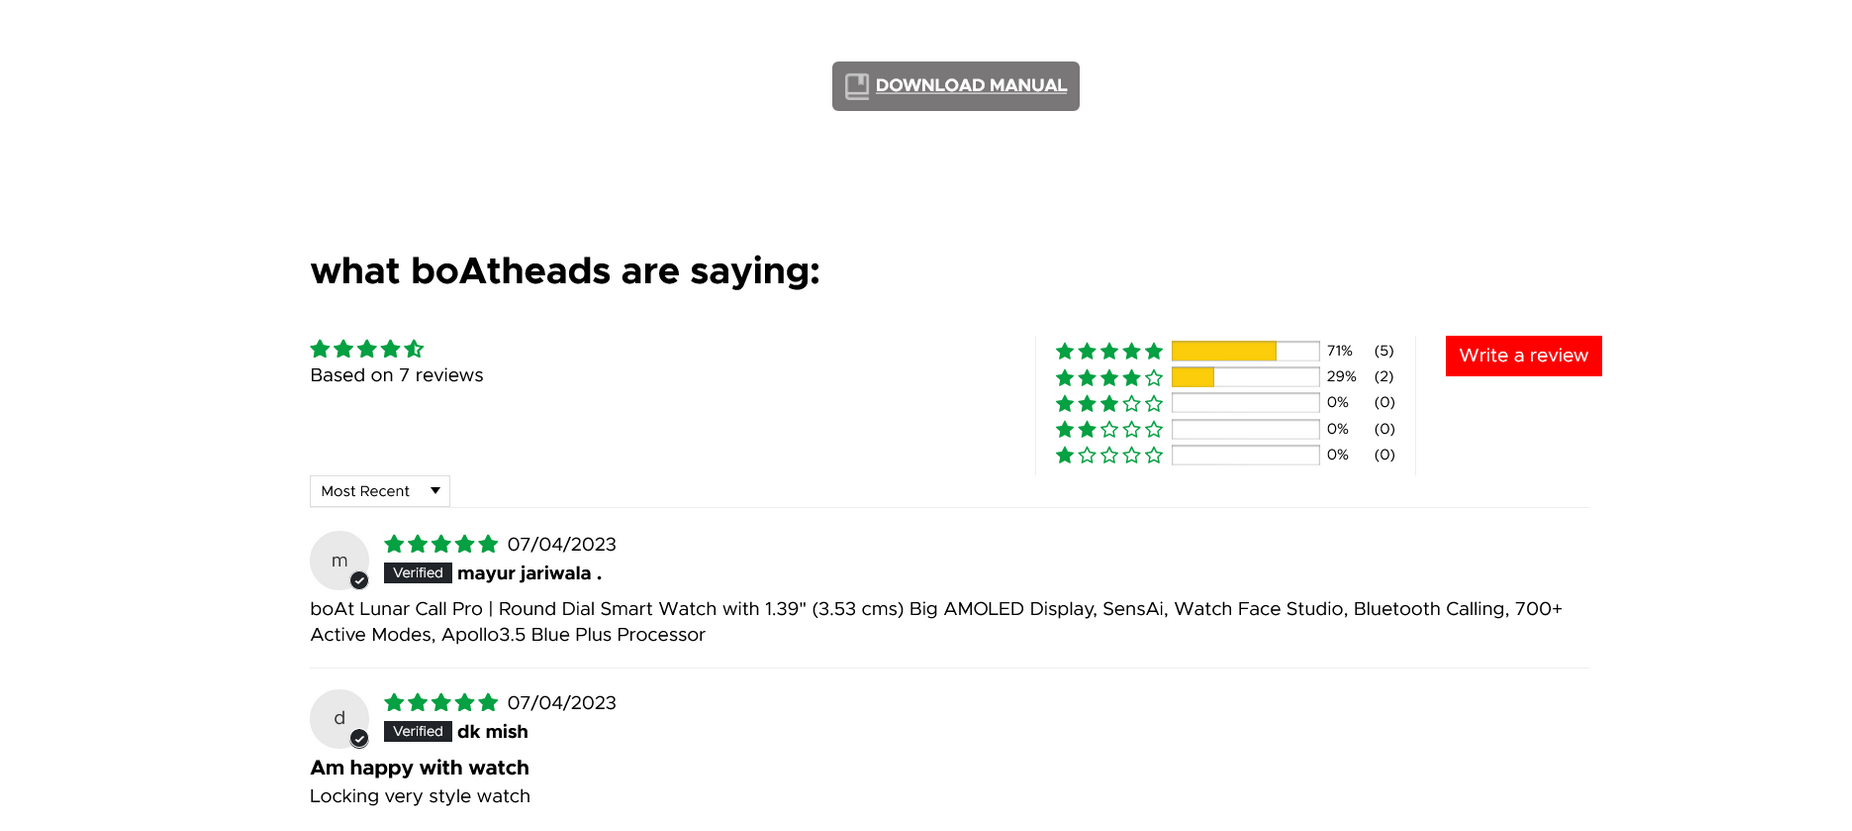 DOWNLOAD MANUAL
what boAtheads are saying:
Based on 7 reviews
71% (5)
29% (2)
0% (0)
0% (0)
0% (0)
Write a review
Most Recent
m
07/04/2023
Verified mayur jariwala .
boAt Lunar Call Pro | Round Dial Smart Watch with 1.39" (3.53 cms) Big AMOLED Display, SensAi, Watch Face Studio, Bluetooth Calling, 700+
Active Modes, Apollo3.5 Blue Plus Processor
d
07/04/2023
Verified dk mish
Am happy with watch
Locking very style watch